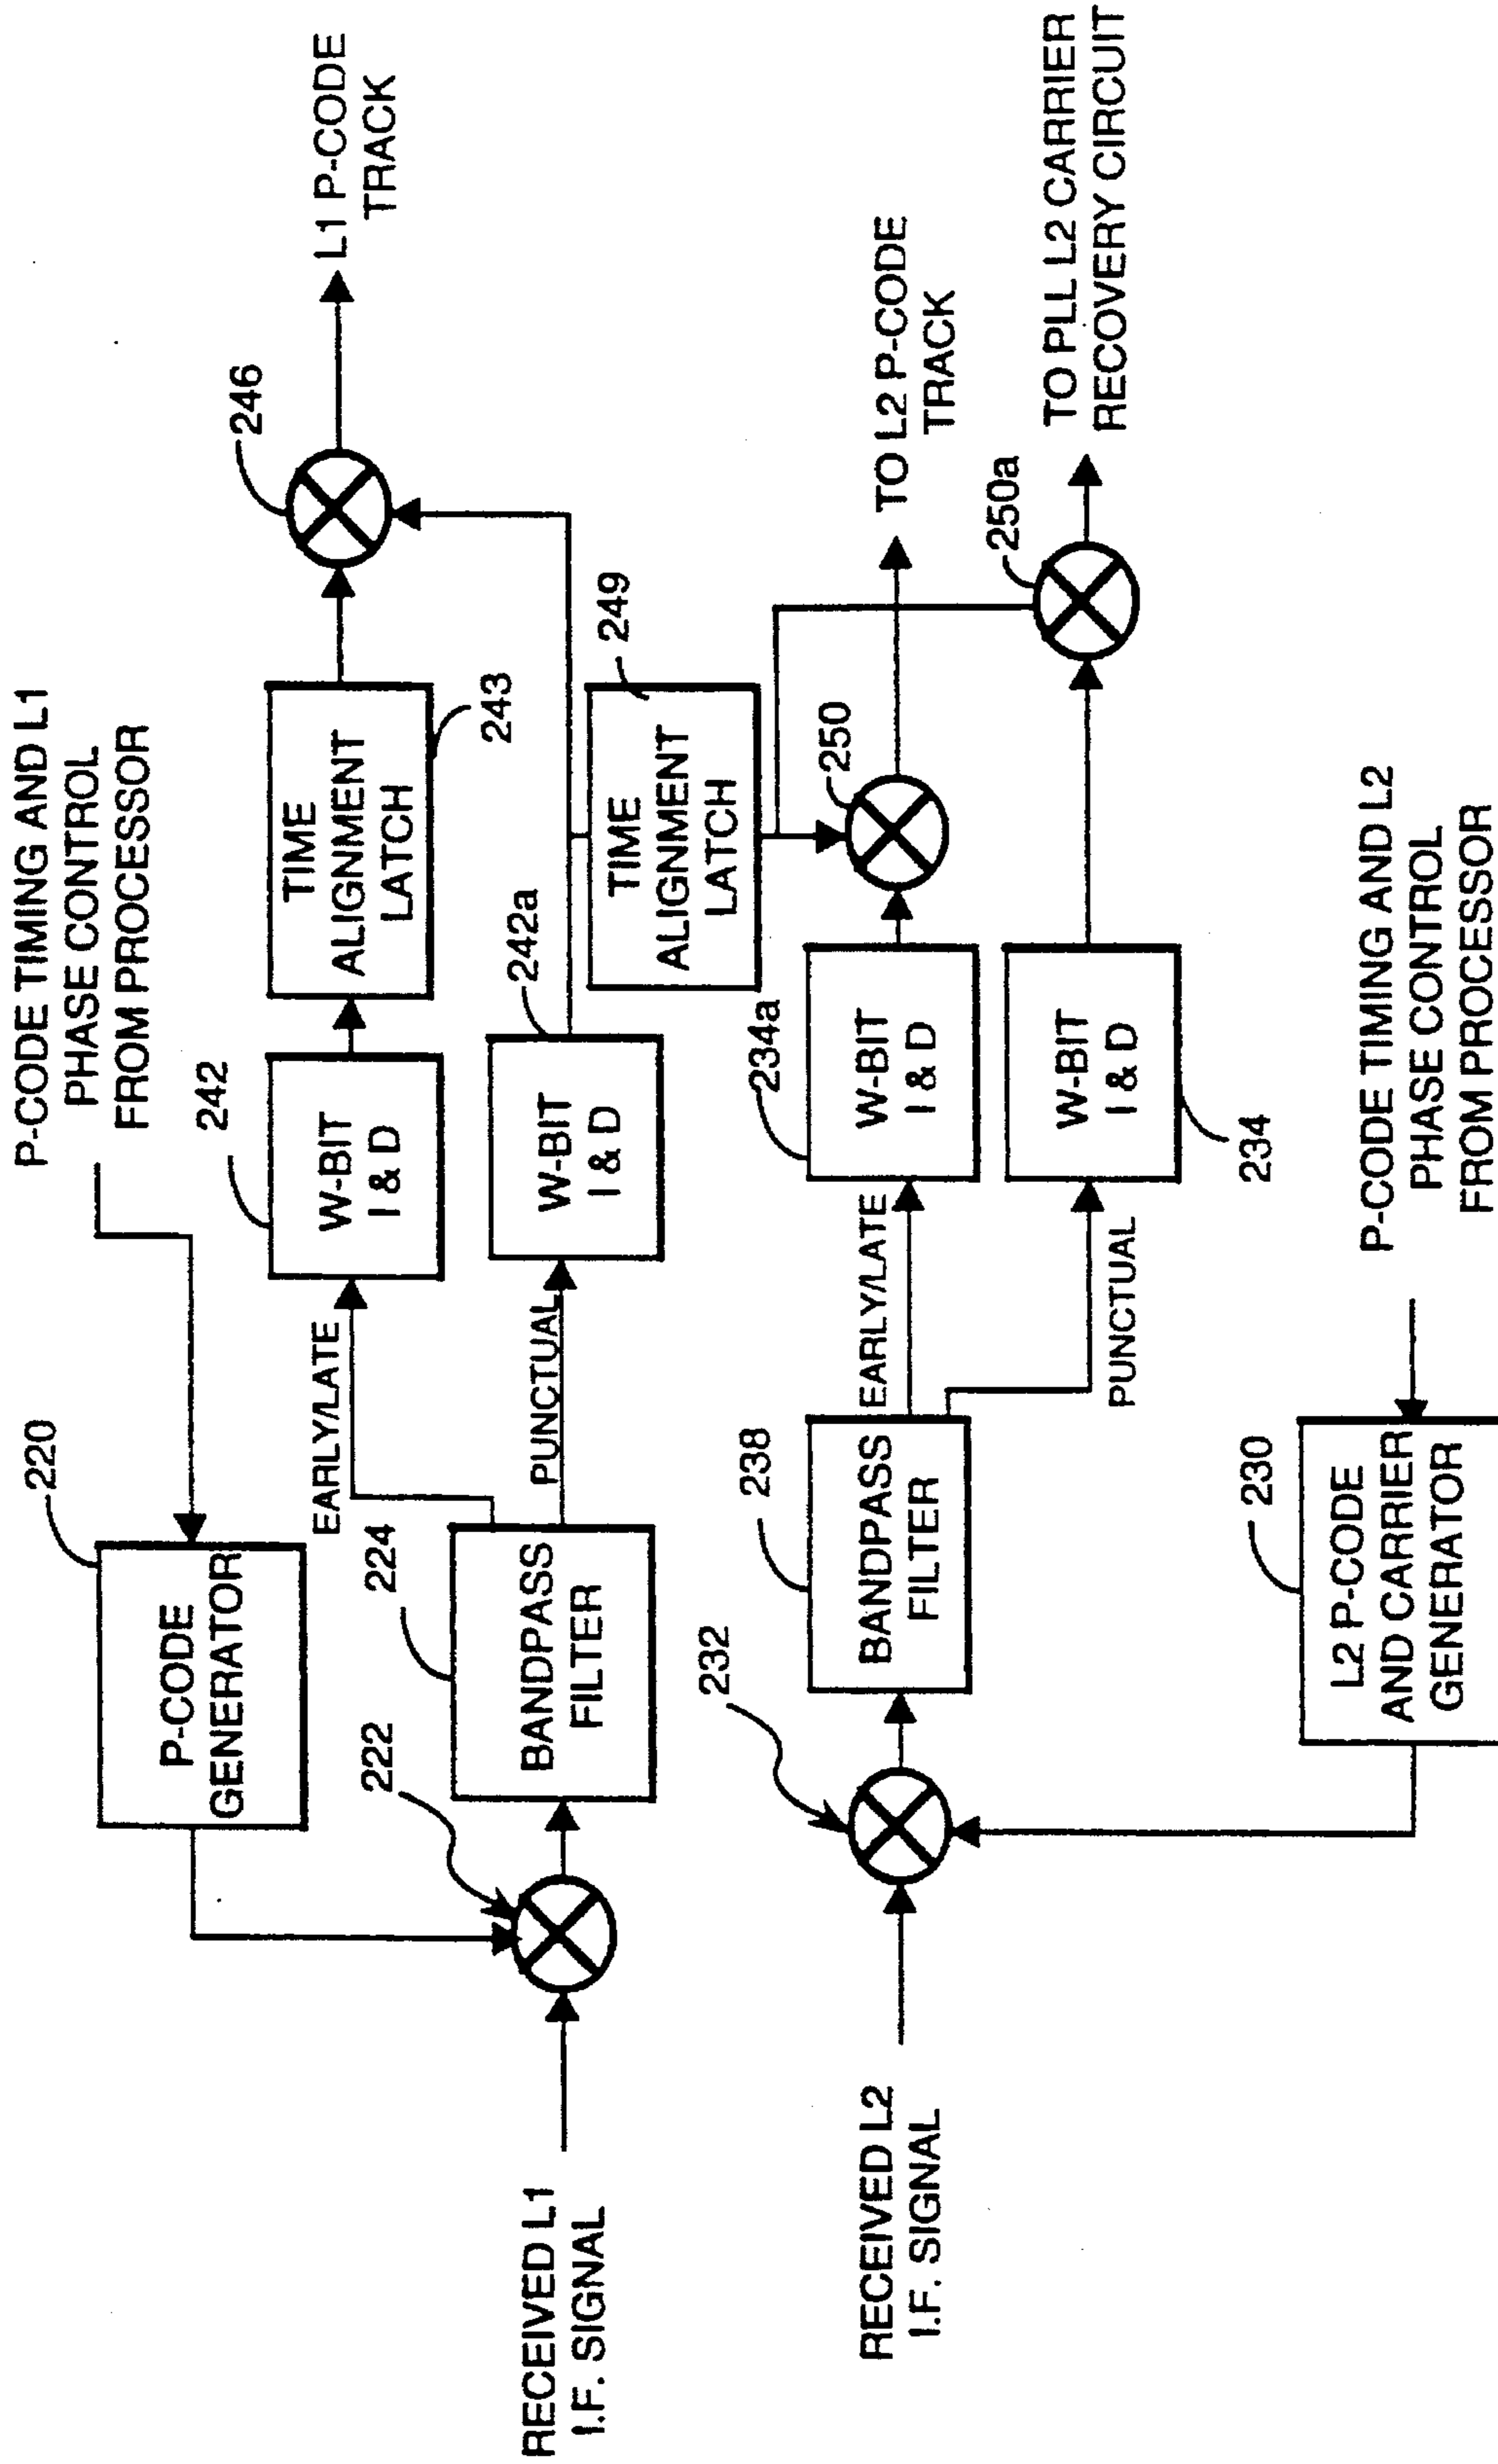 P-CODE TIMING AND L1
PHASE CONTROL
FROM PROCESSOR
220
P-CODE
GENERATOR
242
W-BIT
I & D
TIME
ALIGNMENT
LATCH
243
246
L1 P-CODE
TRACK
EARLY/LATE
RECEIVED L1
I.F. SIGNAL
222
224
BANDPASS
FILTER
PUNCTUAL
242a
W-BIT
I & D
249
TIME
ALIGNMENT
LATCH
RECEIVED L2
I.F. SIGNAL
232
238
BANDPASS
FILTER
EARLY/LATE
234a
W-BIT
I & D
250
TO L2 P-CODE
TRACK
PUNCTUAL
W-BIT
I & D
234
250a
TO PLL L2 CARRIER
RECOVERY CIRCUIT
230
L2 P-CODE
AND CARRIER
GENERATOR
P-CODE TIMING AND L2
PHASE CONTROL
FROM PROCESSOR